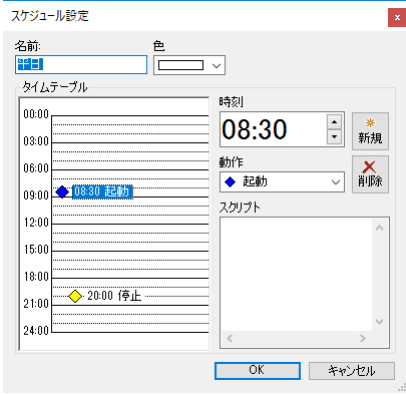 スケジュール設定
x
名前:
色
平日
タイムテーブル
00:00
03:00
06:00
08:30 起動
09:00
12:00
15:00
18:00
20:00 停止
21:00
24:00
時刻
08:30
新規
動作
起動
削除
スクリプト
OK
キャンセル